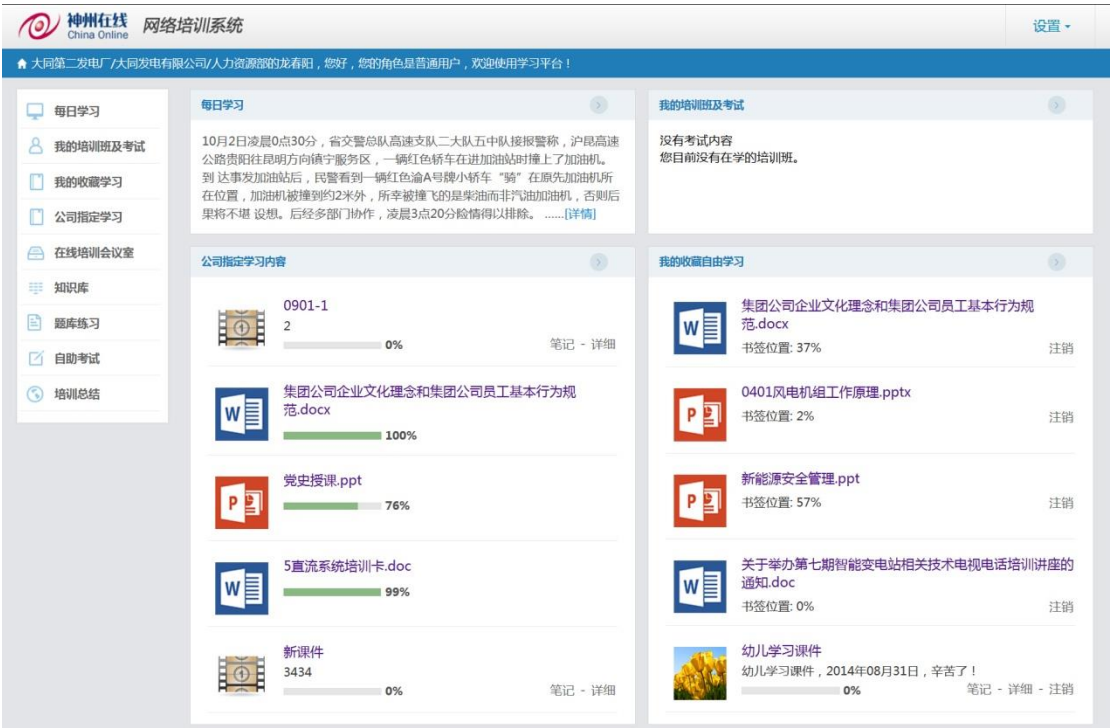 神州在线
China Online
网络培训系统
设置
大同第二发电厂/大同发电有限公司/人力资源部的龙春阳，您好，您的角色是普通用户，欢迎使用学习平台！
每日学习
我的培训班及考试
我的收藏学习
公司指定学习
在线培训会议室
知识库
题库练习
自助考试
培训总结
每日学习
10月2日凌晨0点30分，省交警总队高速支队二大队五中队接报警称，沪昆高速
公路贵阳往昆明方向镇宁服务区，一辆红色轿车在进加油站时撞上了加油机。
到 达事发加油站后，民警看到一辆红色渝A号牌小轿车“骑”在原先加油机所
在位置，加油机被撞到约2米外，所幸被撞飞的是柴油而非汽油加油机，否则后
果将不堪 设想。后经多部门协作，凌晨3点20分险情得以排除。 ……[详情]
我的培训班及考试
没有考试内容
您目前没有在学的培训班。
公司指定学习内容
0901-1
2
0%
笔记 - 详细
集团公司企业文化理念和集团公司员工基本行为规
范.docx
100%
党史授课.ppt
76%
5直流系统培训卡.doc
99%
新课件
3434
0%
笔记 - 详细
我的收藏自由学习
集团公司企业文化理念和集团公司员工基本行为规
范.docx
书签位置: 37%
注销
0401风电机组工作原理.pptx
书签位置: 2%
注销
新能源安全管理.ppt
书签位置: 57%
注销
关于举办第七期智能变电站相关技术电视电话培训讲座的
通知.doc
书签位置: 0%
注销
幼儿学习课件
幼儿学习课件，2014年08月31日，辛苦了！
0%
笔记 - 详细 - 注销